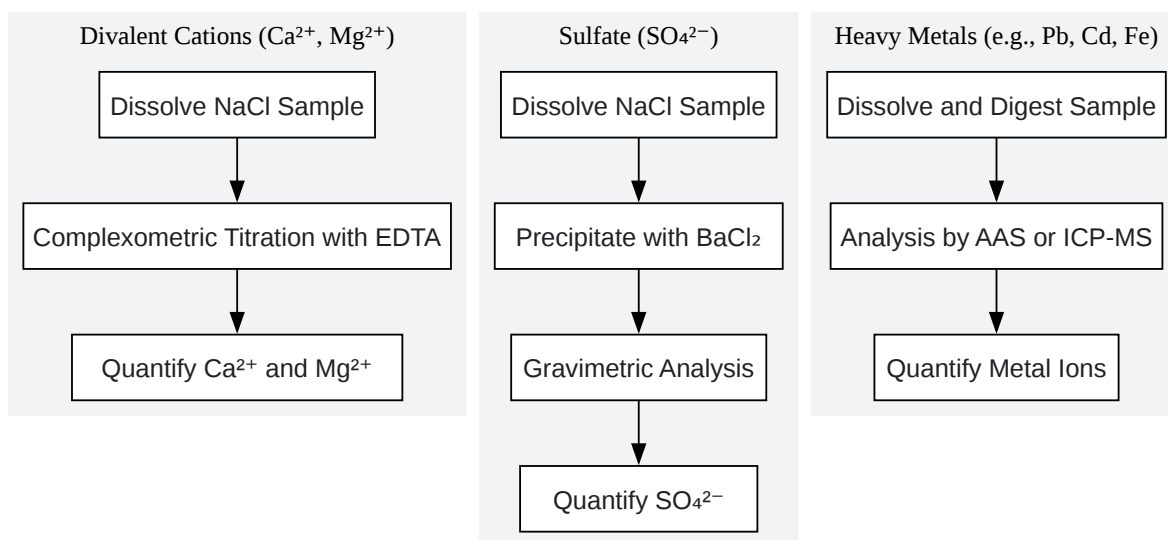 Divalent Cations (Ca²⁺, Mg²⁺)
Dissolve NaCl Sample
Complexometric Titration with EDTA
Quantify Ca²⁺ and Mg²⁺
Sulfate (SO₄²⁻)
Dissolve NaCl Sample
Precipitate with BaCl₂
Gravimetric Analysis
Quantify SO₄²⁻
Heavy Metals (e.g., Pb, Cd, Fe)
Dissolve and Digest Sample
Analysis by AAS or ICP-MS
Quantify Metal Ions